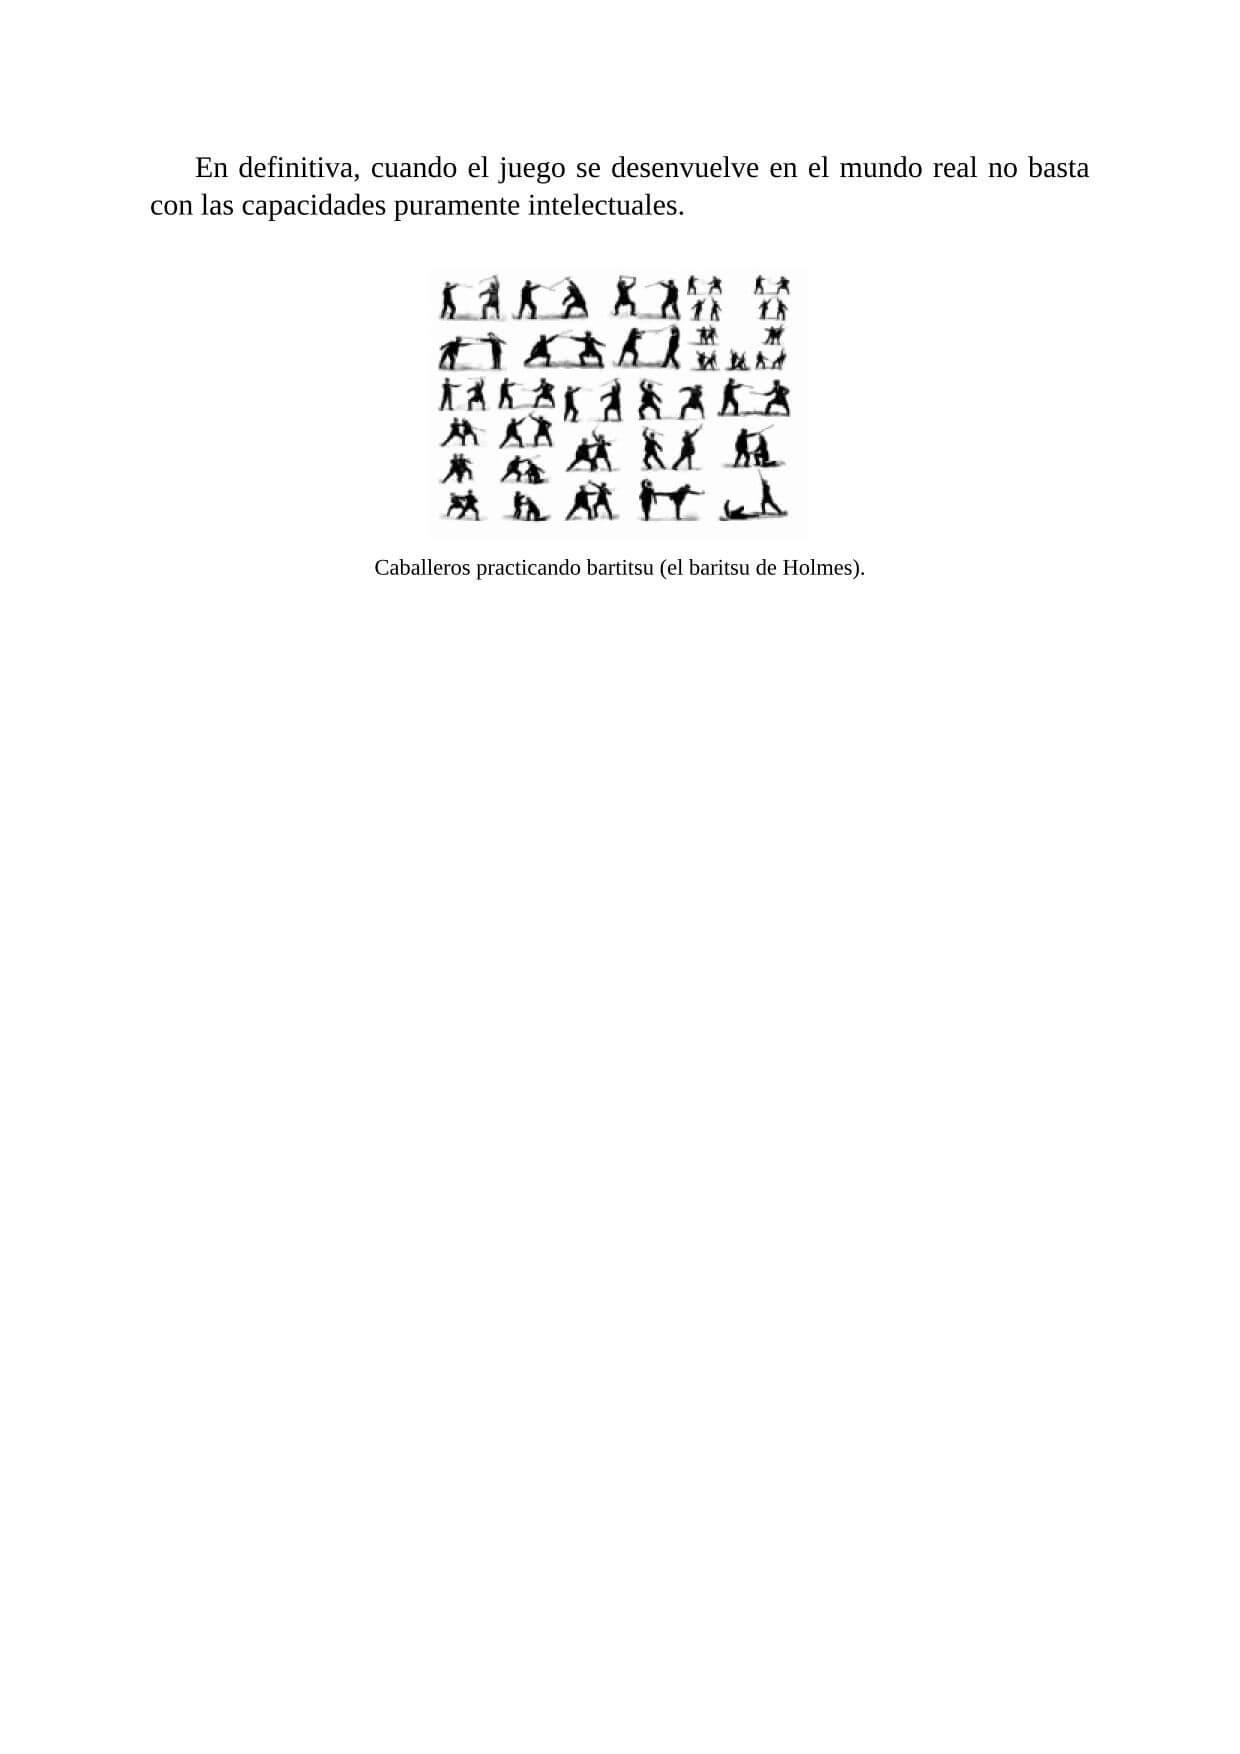 En definitiva, cuando el juego se desenvuelve en el mundo real no basta
con las capacidades puramente intelectuales.
Caballeros practicando bartitsu (el baritsu de Holmes).